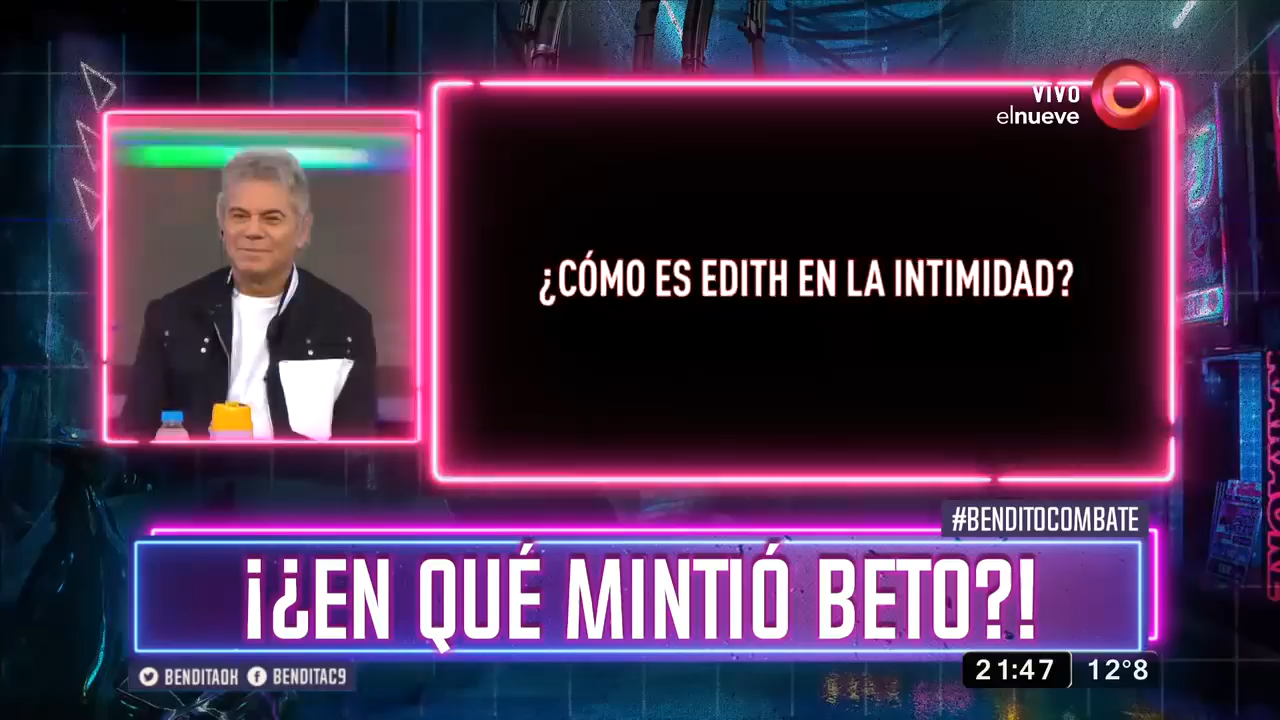 VIVO
elnueve
¿CÓMO ES EDITH EN LA INTIMIDAD?
#BENDITOCOMBATE
¡¿EN QUÉ MINTIÓ BETO?!
BENDITAOK BENDITAC9
21:47 12°8